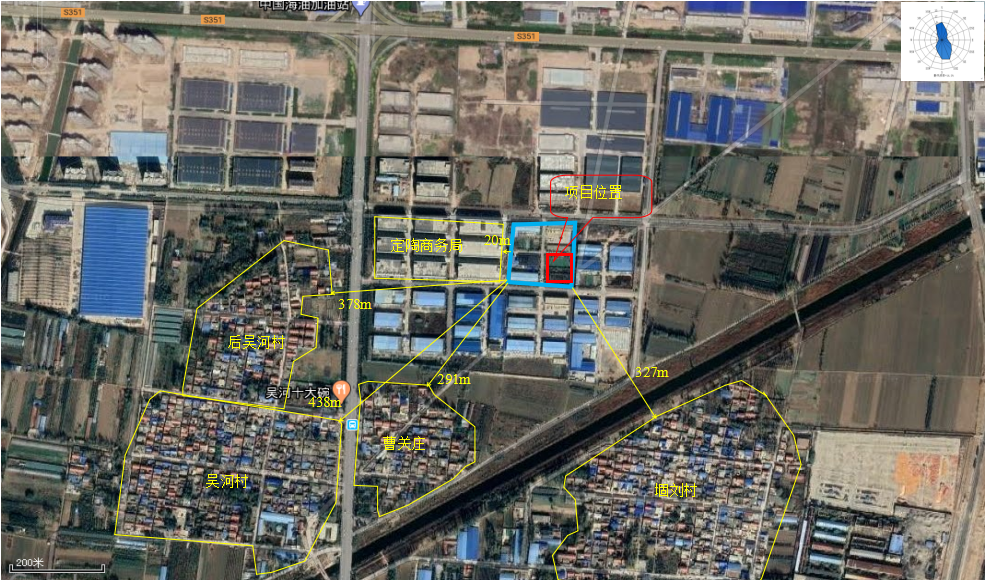 中国海油加油站
S351
S351
S351
项目位置
定陶商务局
20m
378m
后吴河村
291m
327m
吴河十大碗
438m
曹关庄
吴河村
堌刘村
200米